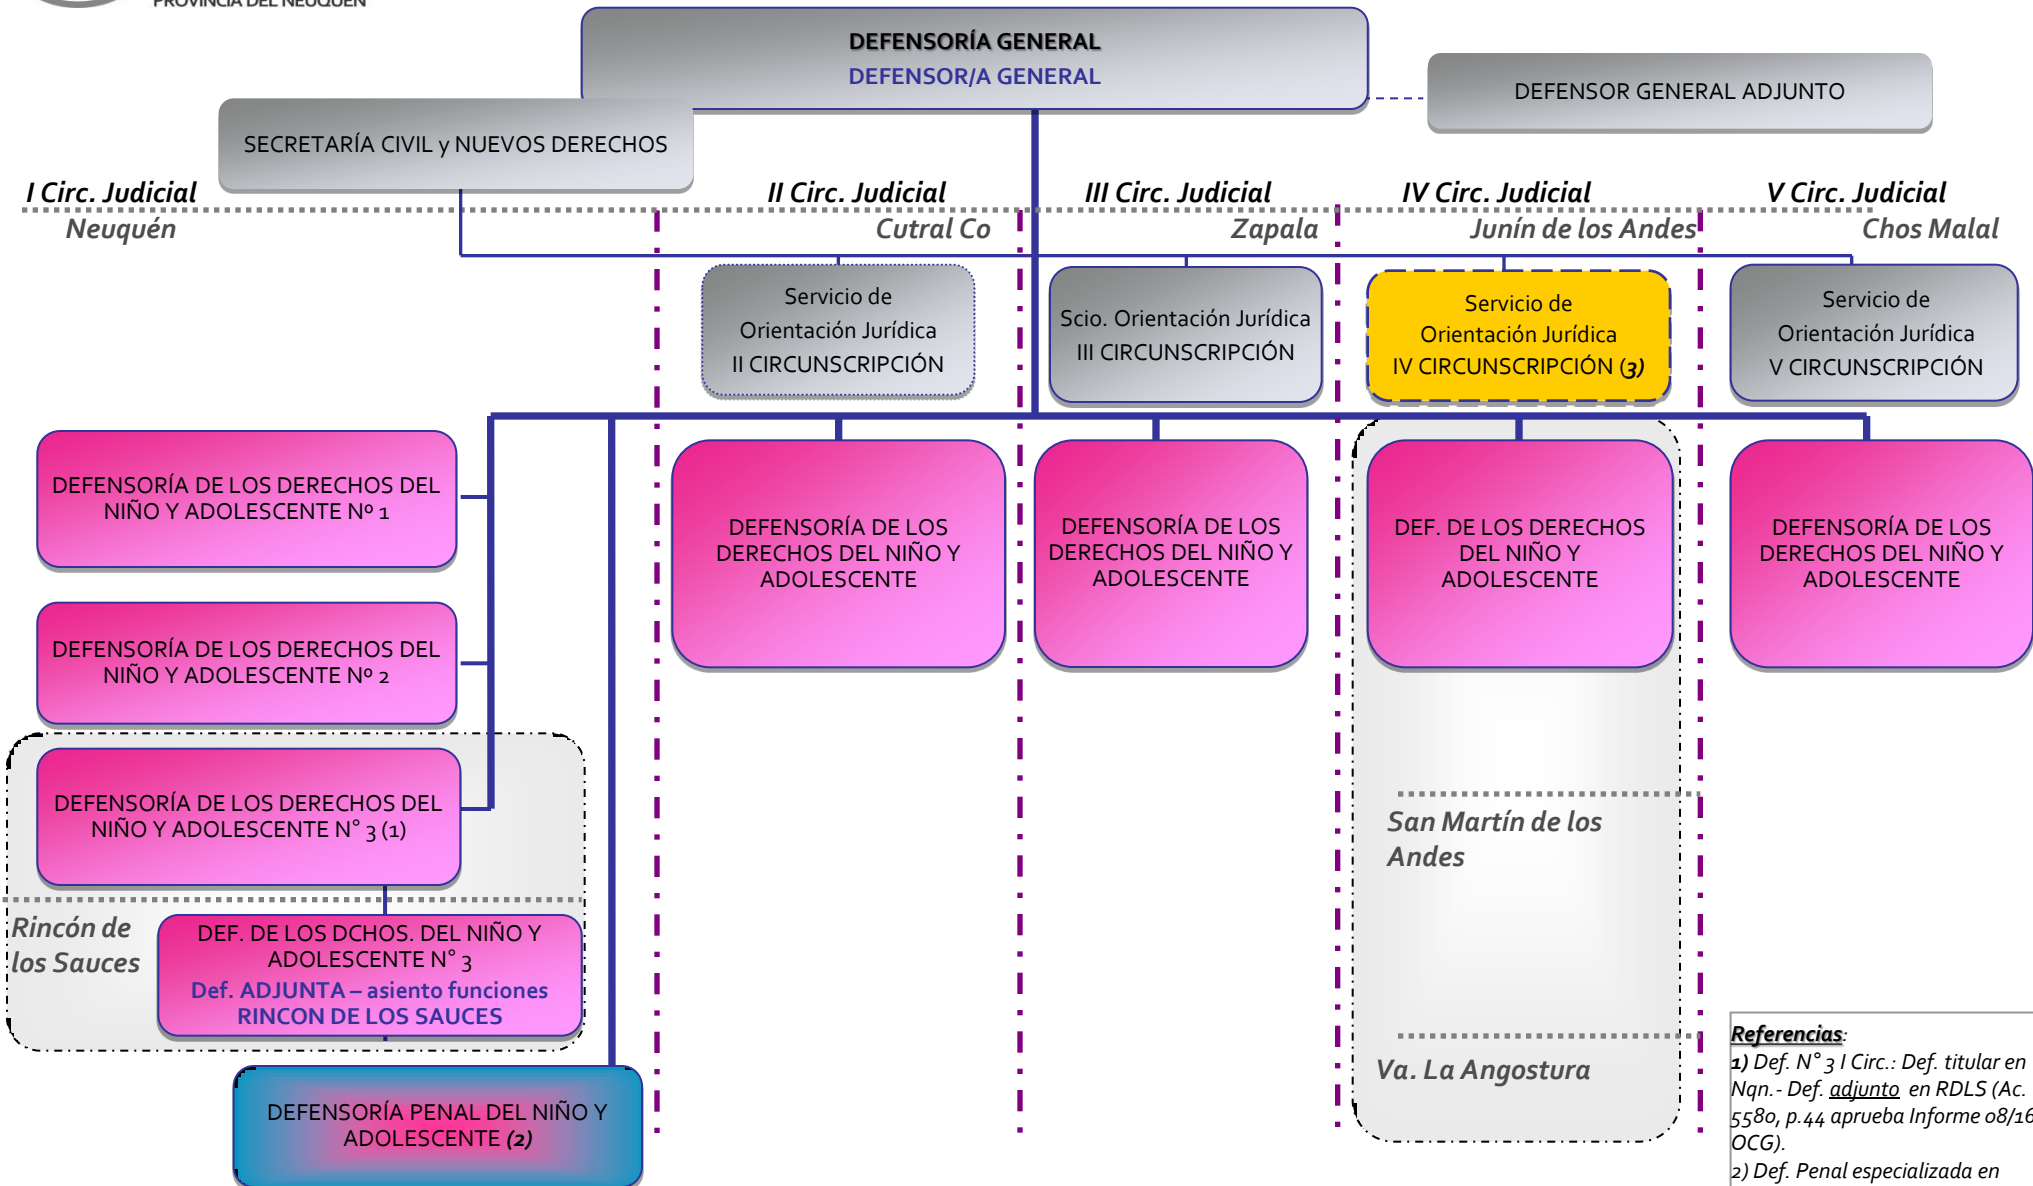 PROVINCIA DEL NEUQUÉN
DEFENSORÍA GENERAL
DEFENSOR/A GENERAL
DEFENSOR GENERAL ADJUNTO
SECRETARÍA CIVIL y NUEVOS DERECHOS
I Circ. Judicial
II Circ. Judicial
III Circ. Judicial
IV Circ. Judicial
V Circ. Judicial
Neuquén
Cutral Co
Zapala
Junín de los Andes
Chos Malal
Servicio de
Orientación Jurídica
II CIRCUNSCRIPCIÓN
Scio. Orientación Jurídica
III CIRCUNSCRIPCIÓN
Servicio de
Orientación Jurídica
IV CIRCUNSCRIPCIÓN (3)
Servicio de
Orientación Jurídica
V CIRCUNSCRIPCIÓN
DEFENSORÍA DE LOS DERECHOS DEL
NIÑO Y ADOLESCENTE Nº 1
DEFENSORÍA DE LOS
DERECHOS DEL NIÑO Y
ADOLESCENTE
DEFENSORÍA DE LOS
DERECHOS DEL NIÑO Y
ADOLESCENTE
DEF. DE LOS DERECHOS
DEL NIÑO Y
ADOLESCENTE
DEFENSORÍA DE LOS
DERECHOS DEL NIÑO Y
ADOLESCENTE
DEFENSORÍA DE LOS DERECHOS DEL
NIÑO Y ADOLESCENTE Nº 2
DEFENSORÍA DE LOS DERECHOS DEL
NIÑO Y ADOLESCENTE N° 3 (1)
San Martín de los
Andes
Rincón de
los Sauces
DEF. DE LOS DCHOS. DEL NIÑO Y
ADOLESCENTE N° 3
Def. ADJUNTA – asiento funciones
RINCON DE LOS SAUCES
Va. La Angostura
DEFENSORÍA PENAL DEL NIÑO Y
ADOLESCENTE (2)
Referencias:
1) Def. N° 3 I Circ.: Def. titular en
Nqn.- Def. adjunto en RDLS (Ac.
5580, p.44 aprueba Informe 08/16
OCG).
2) Def. Penal especializada en